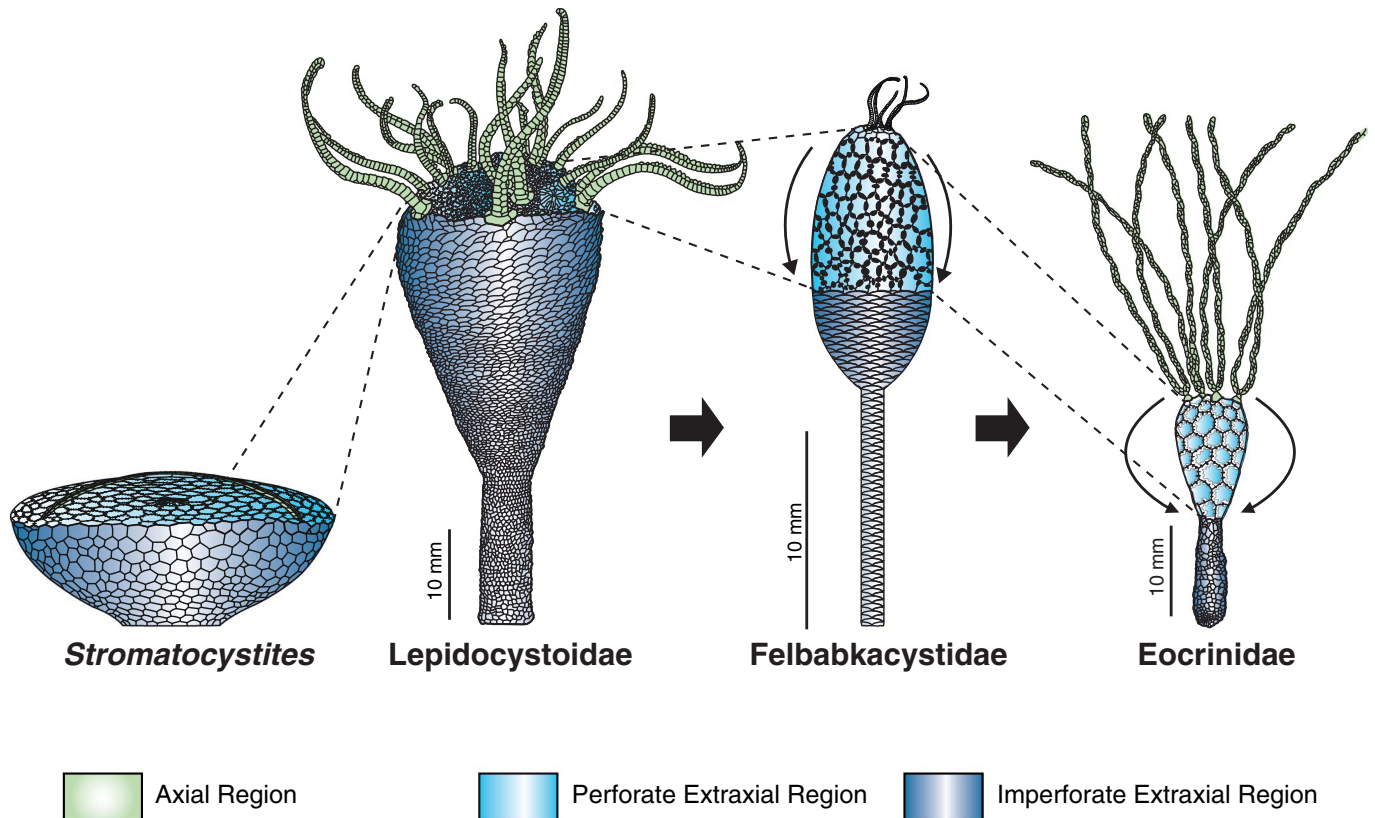 10 mm
10 mm
10 mm
Stromatocystites
Lepidocystoidae
Felbabkacystidae
Eocrinidae
Axial Region
Perforate Extraxial Region
Imperforate Extraxial Region